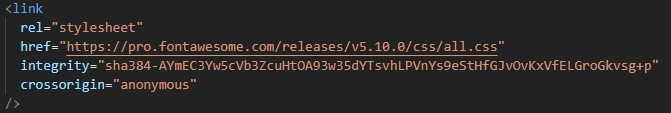 <link
rel="stylesheet"
href="https://pro.fontawesome.com/releases/v5.10.0/css/all.css"
integrity="sha384-AYmEC3Yw5cVb3ZcuHtOA93w35dYTsvhLPVnYs9eStHfGJvOvKxVfELGroGkvsg+p"
crossorigin="anonymous"
/>